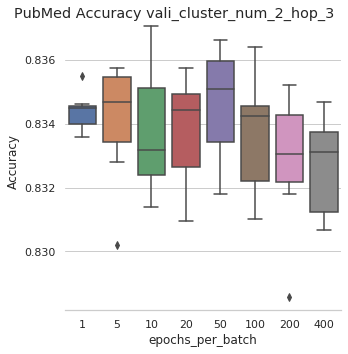 PubMed Accuracy vali_cluster_num_2_hop_3
0.836
0.834
0.832
0.830
Accuracy
1 5 10 20 50 100 200 400
epochs_per_batch